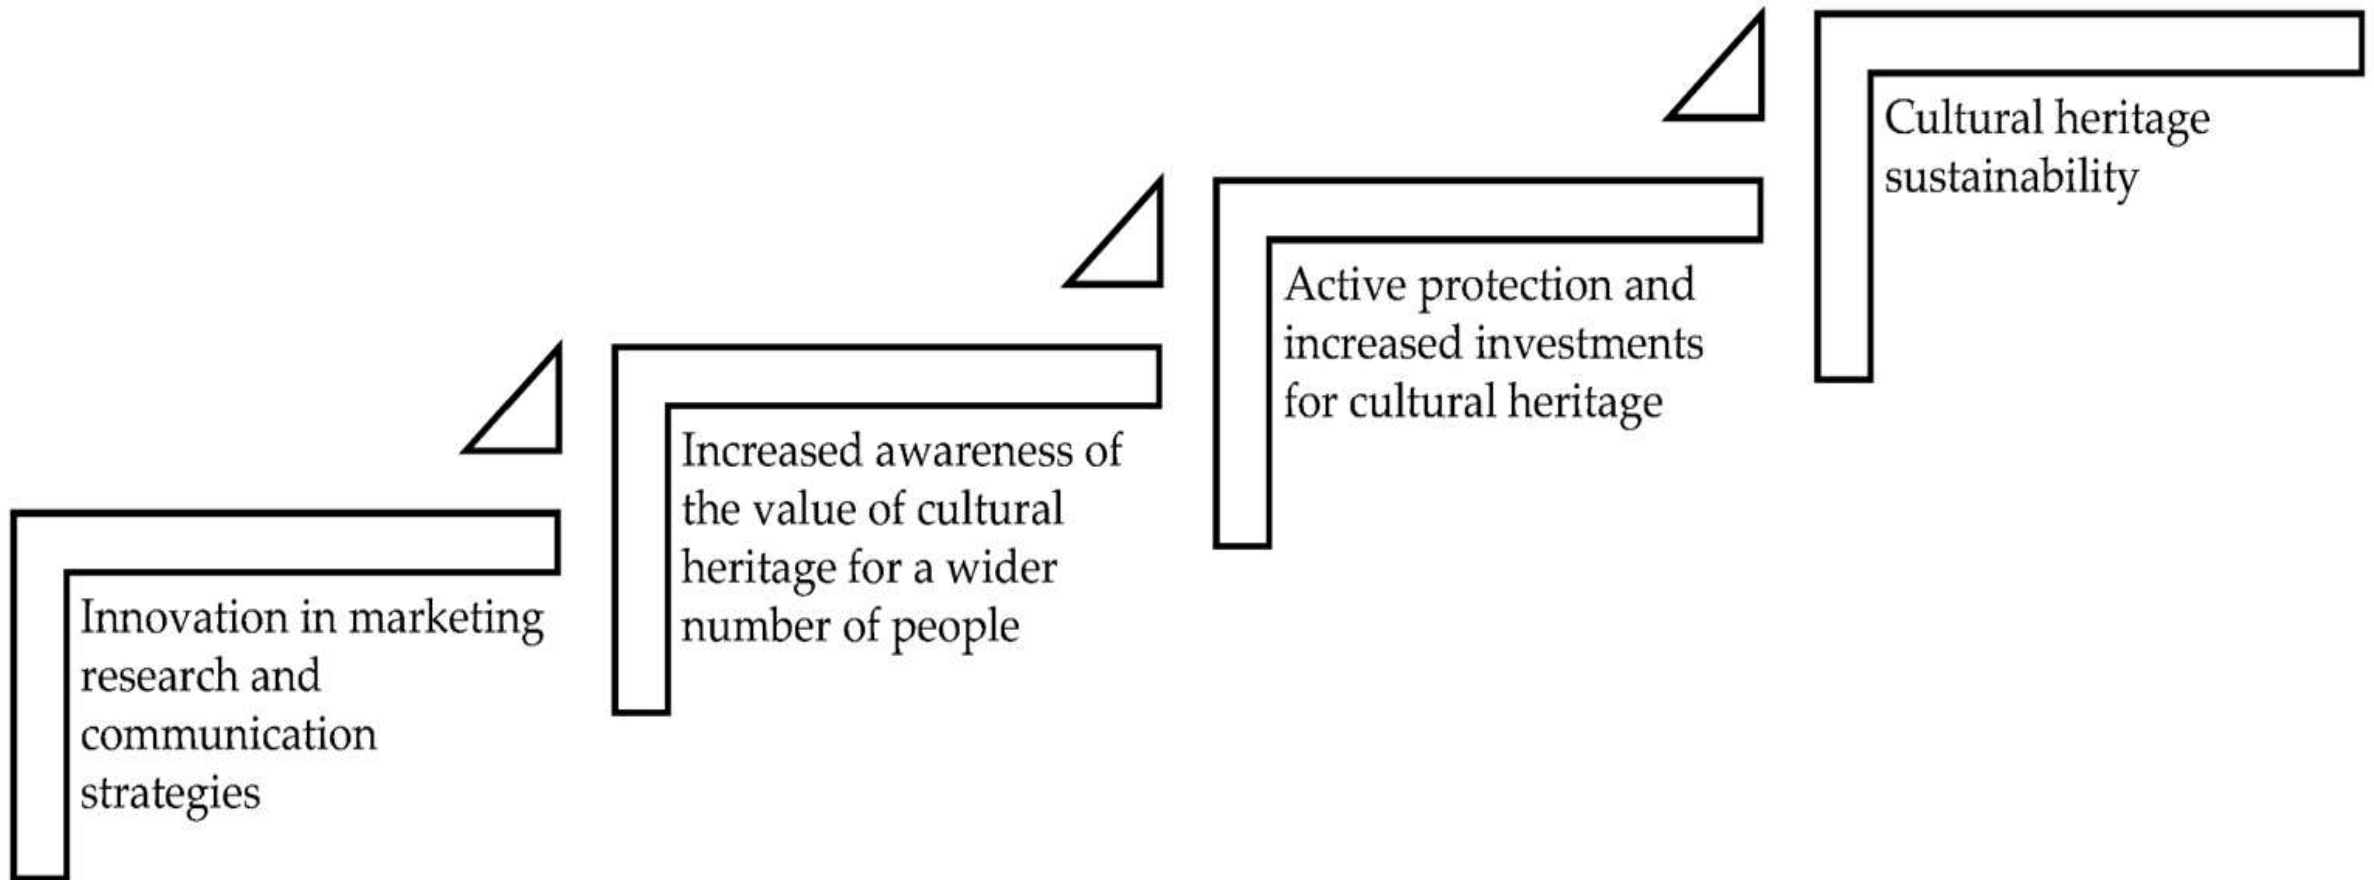 Innovation in marketing
research and
communication
strategies
Increased awareness of
the value of cultural
heritage for a wider
number of people
Active protection and
increased investments
for cultural heritage
Cultural heritage
sustainability